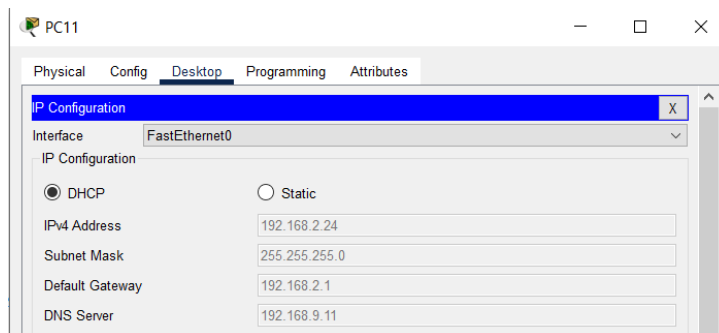 PC11
Physical Config Desktop Programming Attributes
IP Configuration X
Interface FastEthernet0
IP Configuration
DHCP Static
IPv4 Address 192.168.2.24
Subnet Mask 255.255.255.0
Default Gateway 192.168.2.1
DNS Server 192.168.9.11